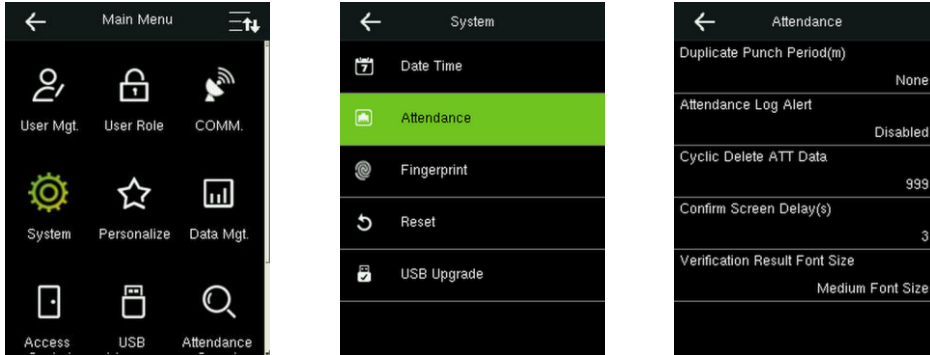 Main Menu
User Mgt.
User Role
COMM.
System
Personalize
Data Mgt.
Access
USB
Attendance
System
7
Date Time
Attendance
Fingerprint
Reset
USB Upgrade
Attendance
Duplicate Punch Period(m)
None
Attendance Log Alert
Disabled
Cyclic Delete ATT Data
999
Confirm Screen Delay(s)
3
Verification Result Font Size
Medium Font Size